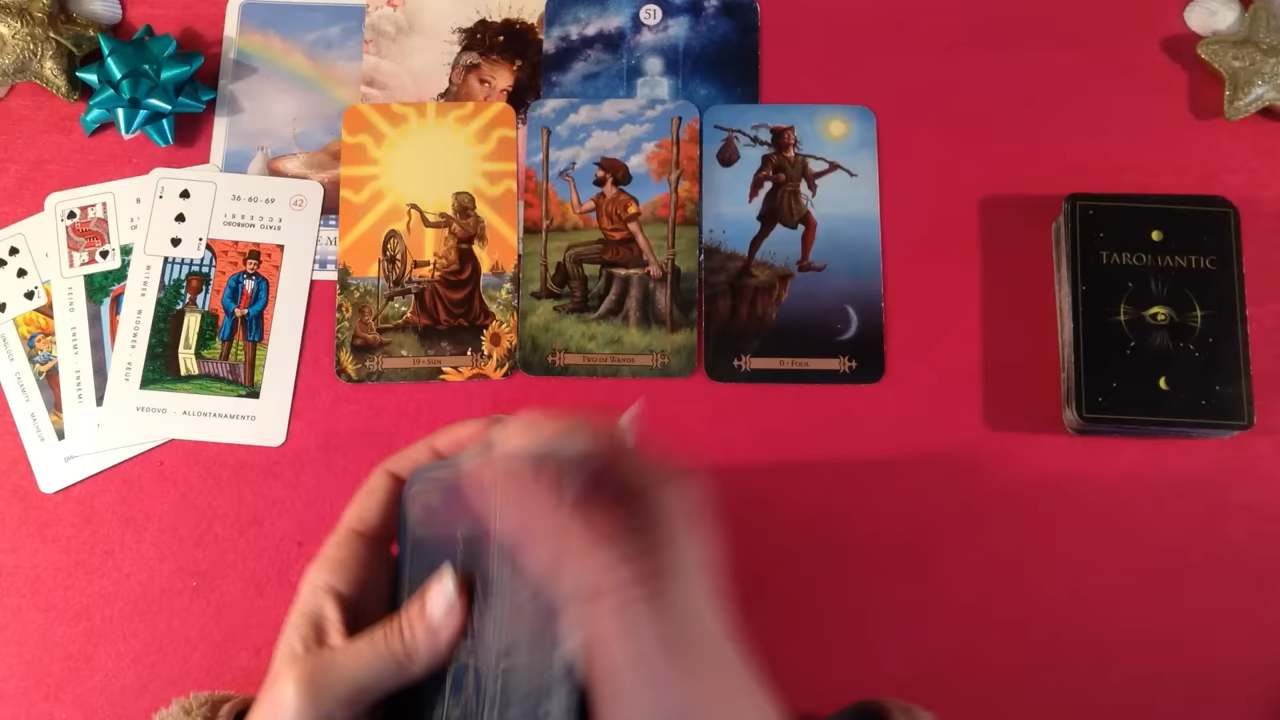 51
36-60-69
42
STATO MORBOSO
ECCESSI
WITWER · WIDOWER · VEUF
VEDOVO - ALLONTANAMENTO
FEIND · ENEMY · ENNEMI
UNGLÜCK · CALAMITY · MALHEUR
19 • SUN
TWO OF WANDS
0 • FOOL
TAROMANTIC